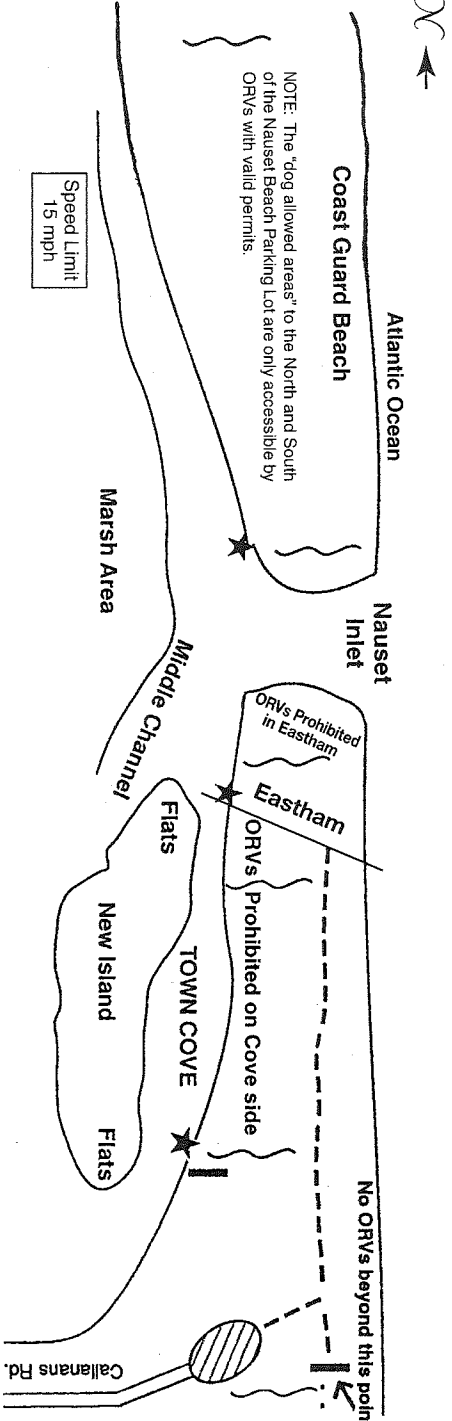 N
Atlantic Ocean
Coast Guard Beach
NOTE: The "dog allowed areas" to the North and South
of the Nauset Beach Parking Lot are only accessible by
ORVs with valid permits.
Speed Limit
15 mph
Marsh Area
Nauset
Inlet
Middle Channel
ORVs Prohibited
in Eastham
Eastham
ORVs Prohibited on Cove side
Flats
New Island
Flats
TOWN COVE
No ORVs beyond this poin
Callanans Rd.